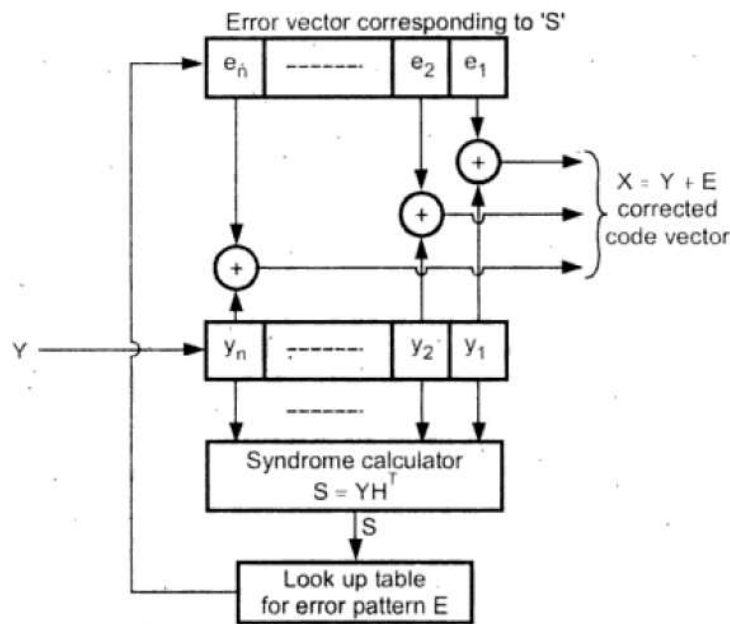 Error vector corresponding to 'S'
eₙ -------- e₂ e₁
+
+
+
X = Y + E
corrected
code vector
Y
yₙ -------- y₂ y₁
--------
Syndrome calculator
S = YHᵀ
S
Look up table
for error pattern E